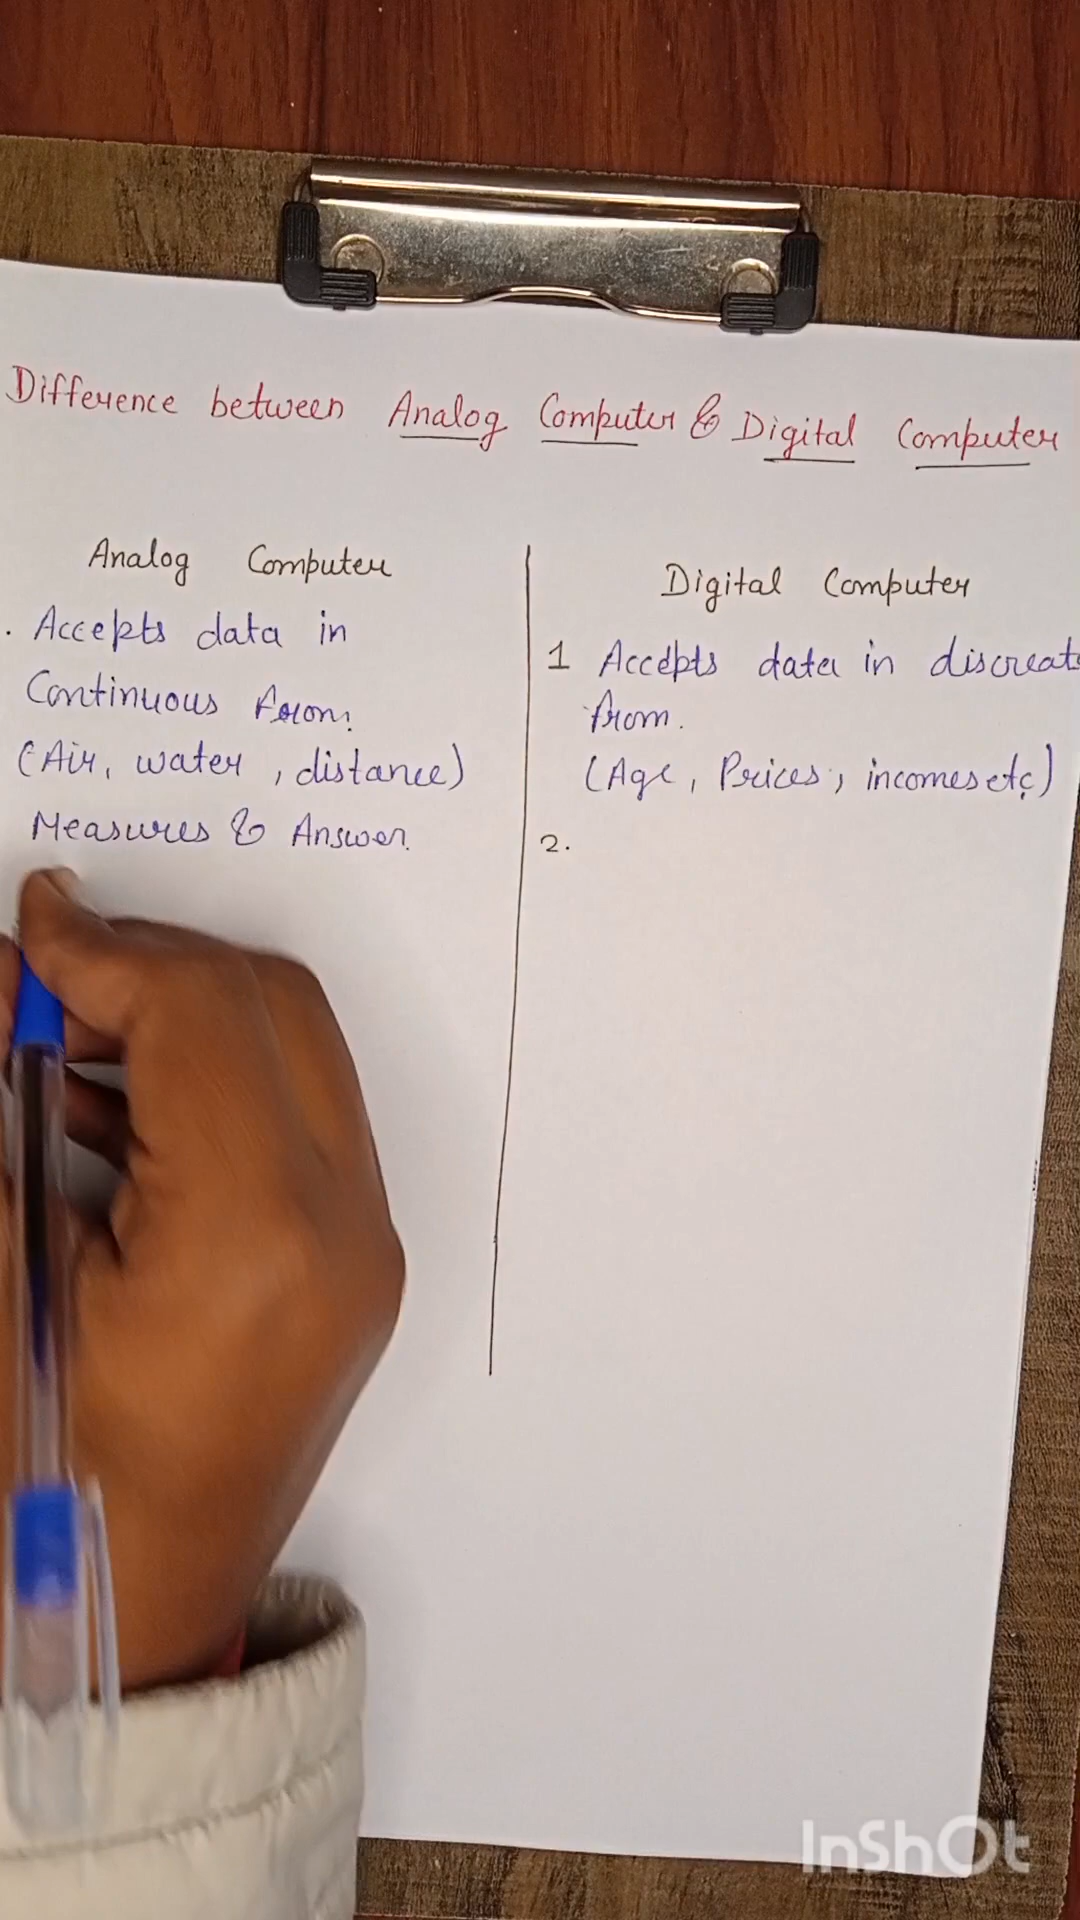 Difference between Analog Computer & Digital Computer
Analog Computer
. Accepts data in
Continuous form.
(Air, water, distance)
Measures & Answer.
Digital Computer
1 Accepts data in discreat
from.
(Age, Prices, incomes etc)
2.
InShOt